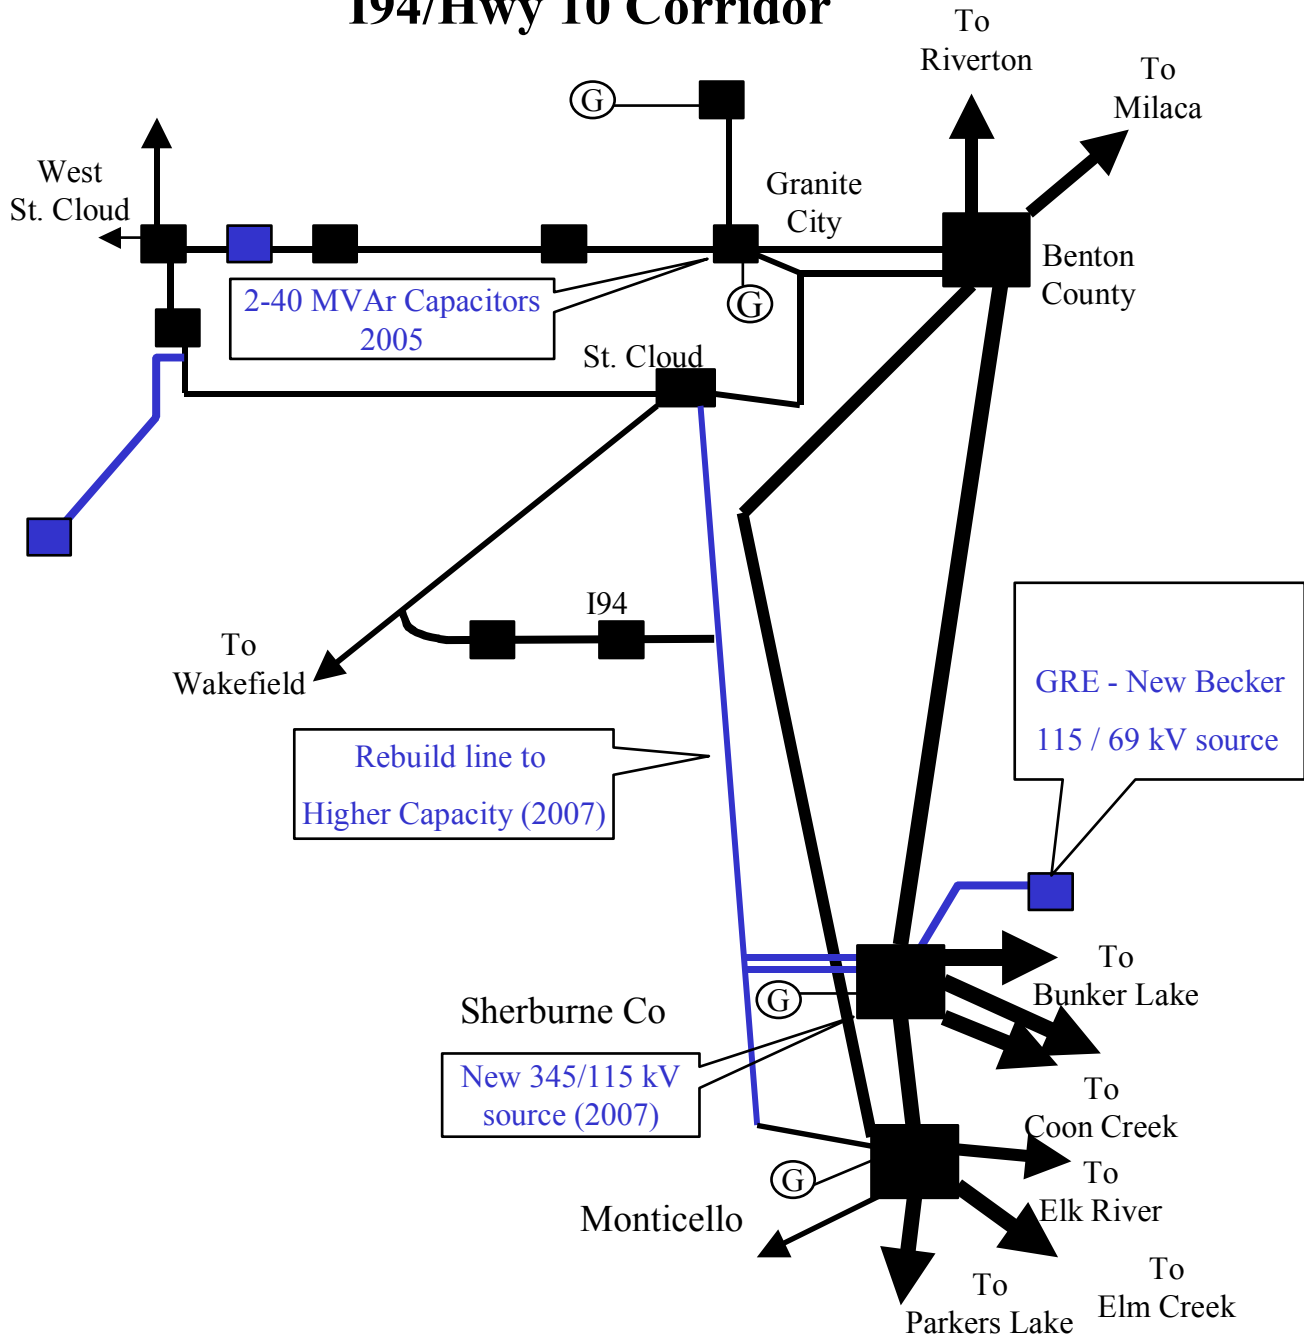 I94/Hwy 10 Corridor
To
Riverton
To
Milaca
G
West
St. Cloud
Granite
City
Benton
County
2-40 MVAr Capacitors
2005
G
St. Cloud
I94
To
Wakefield
GRE - New Becker
115 / 69 kV source
Rebuild line to
Higher Capacity (2007)
To
Bunker Lake
G
Sherburne Co
New 345/115 kV
source (2007)
To
Coon Creek
To
Elk River
G
Monticello
To
Elm Creek
To
Parkers Lake